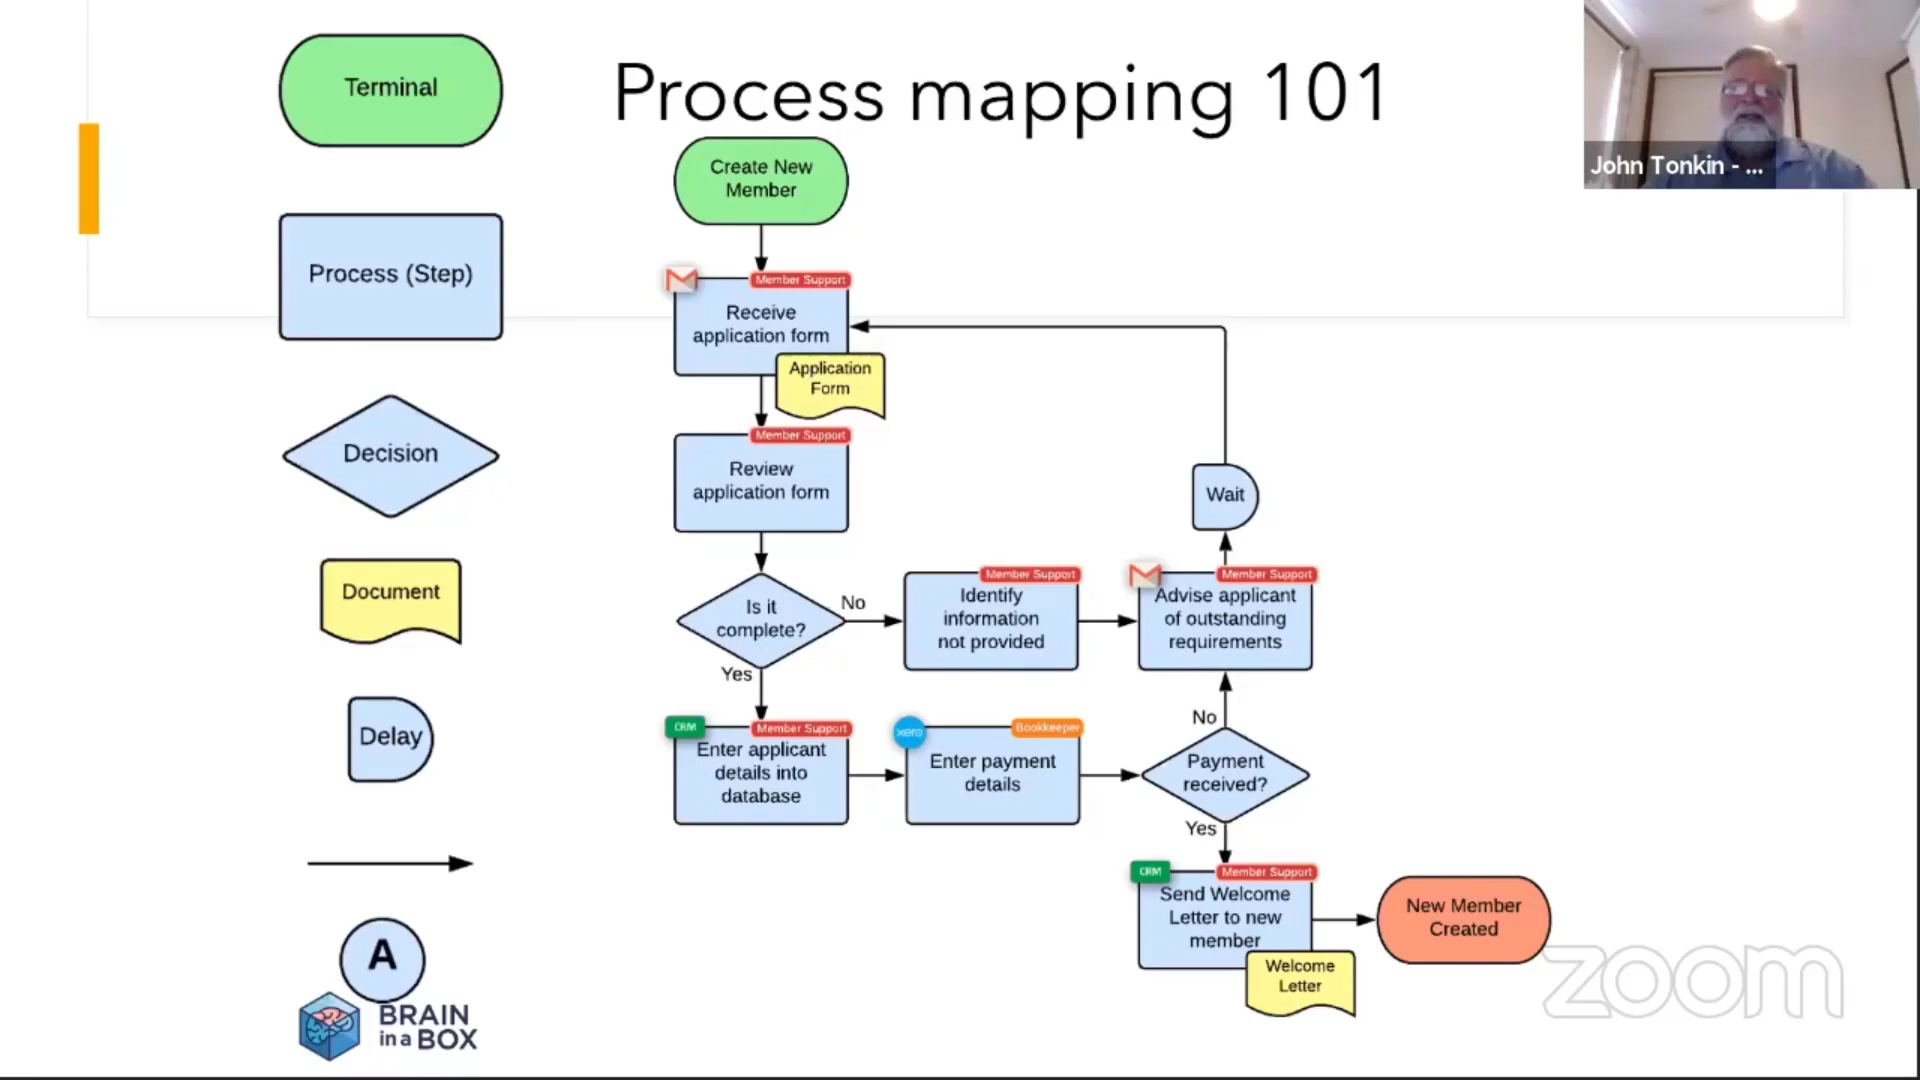 Process mapping 101
John Tonkin - ...
Terminal
Process (Step)
Decision
Document
Delay
A
BRAIN
in a BOX
Create New
Member
Member Support
Receive
application form
Application
Form
Member Support
Review
application form
Is it
complete?
No
Yes
Member Support
Identify
information
not provided
Member Support
Advise applicant
of outstanding
requirements
Wait
CRM
Member Support
Enter applicant
details into
database
xero
Bookkeeper
Enter payment
details
Payment
received?
No
Yes
CRM
Member Support
Send Welcome
Letter to new
member
Welcome
Letter
New Member
Created
zoom